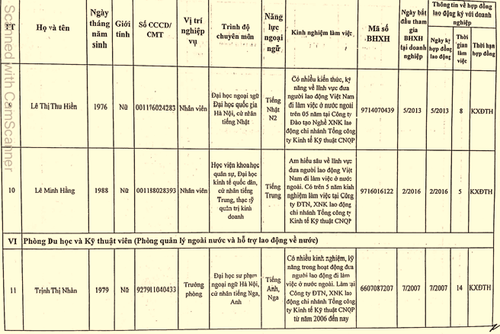 Scanned with CamScanner
TT
Họ và tên
Ngày tháng năm sinh
Giới tính
Số CCCD/ CMT
Vị trí nghiệp vụ
Trình độ chuyên môn
Năng lực ngoại ngữ
Kinh nghiệm làm việc
Mã số BHXH
Ngày bắt đầu tham gia BHXH tại doanh nghiệp
Thông tin về hợp đồng lao động ký với doanh nghiệp
Ngày ký hợp đồng lao động
Thời gian làm việc
Thời hạn hợp đồng
Lê Thị Thu Hiền
1976
Nữ
001176024283
Nhân viên
Đại học ngoại ngữ
Đại học quốc gia
Hà Nội, cử nhân
tiếng Nhật
Tiếng
Nhật
N2
Có nhiều kiến thức, kỹ
năng về lĩnh vực đưa
người lao động Việt Nam
đi làm việc ở nước ngoài
trên 05 năm tại Công ty
Đào tạo Nghề XNK lao
động chi nhánh Tổng công
ty Kinh tế Kỹ thuật CNQP
9714070439
5/2013
5/2013
8
KXĐTH
10
Lê Minh Hằng
1988
Nữ
001188028393
Nhân viên
Học viện khoa học
quân sự, Đại học
kinh tế quốc dân,
cử nhân tiếng
Trung, thạc sỹ
quản trị kinh
doanh
Tiếng
Trung
Am hiểu sâu về lĩnh vực
đưa người lao động Việt
Nam đi làm việc ở nước
ngoài. Có trên 5 năm kinh
nghiệm làm việc tại Công
ty ĐTN, XNK lao động
chi nhánh Tổng công ty
Kinh tế Kỹ thuật CNQP
9716016122
2/2016
2/2016
5
KXĐTH
VI
Phòng Du học và Kỹ thuật viên (Phòng quản lý ngoài nước và hỗ trợ lao động về nước)
11
Trịnh Thị Nhàn
1979
Nữ
927911040433
Trưởng
phòng
Đại học sư phạm
ngoại ngữ Hà Nội,
cử nhân tiếng Nga,
Anh
Tiếng
Anh,
Nga
Có nhiều kinh nghiệm, kỹ
năng trong hoạt động đưa
người lao động đi làm
việc ở nước ngoài. Làm tại
Công ty ĐTN, XNK lao
động chi nhánh Tổng công
ty Kinh tế Kỹ thuật CNQP
từ năm 2006 đến nay
6607087207
7/2007
7/2007
14
KXĐTH